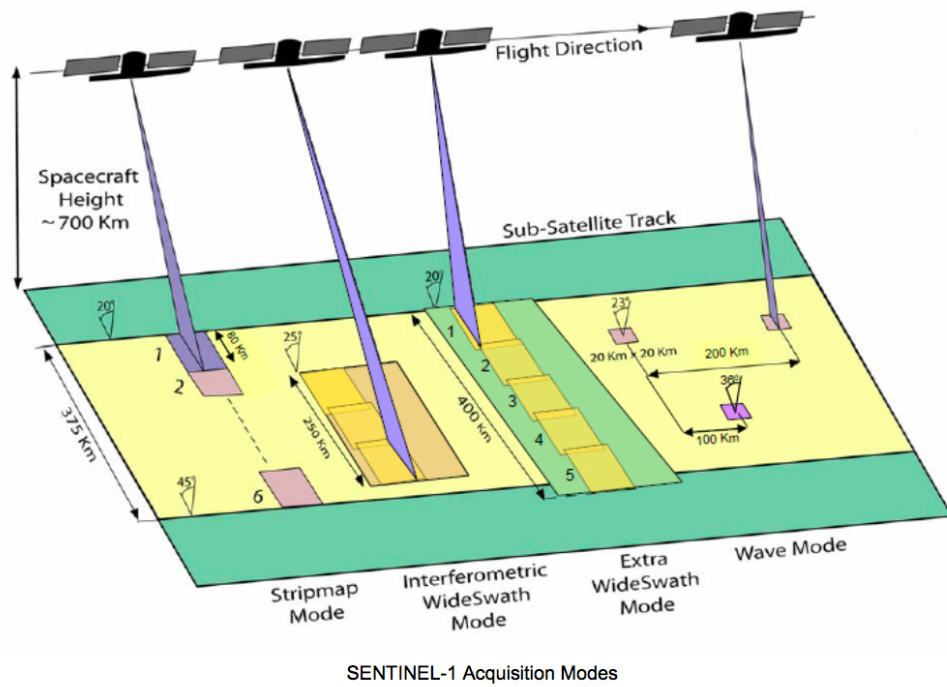 Flight Direction
Spacecraft
Height
~700 Km
Sub-Satellite Track
20°
20°
23°
80 Km
1
25°
1
20 Km x 20 Km
200 Km
2
2
36°
375 Km
250 Km
400 Km
3
100 Km
4
45°
6
5
Stripmap
Mode
Interferometric
WideSwath
Mode
Extra
WideSwath
Mode
Wave Mode
SENTINEL-1 Acquisition Modes